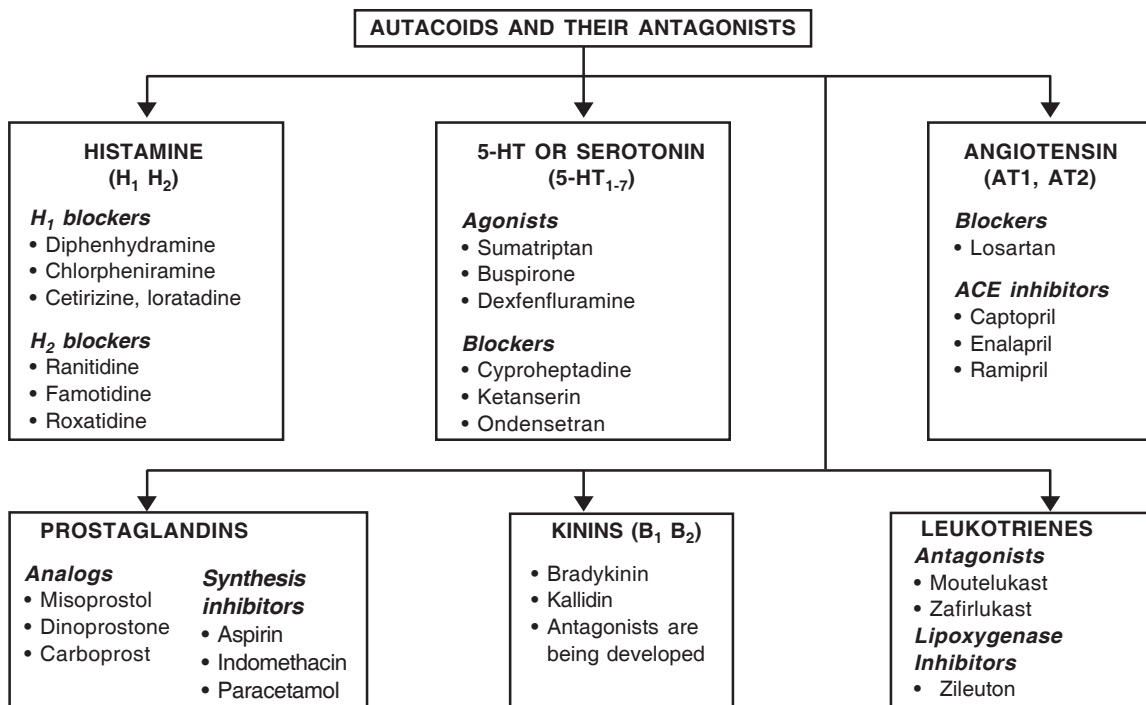 AUTACOIDS AND THEIR ANTAGONISTS
HISTAMINE
(H₁ H₂)
H₁ blockers
• Diphenhydramine
• Chlorpheniramine
• Cetirizine, loratadine
H₂ blockers
• Ranitidine
• Famotidine
• Roxatidine
5-HT OR SEROTONIN
(5-HT₁₋₇)
Agonists
• Sumatriptan
• Buspirone
• Dexfenfluramine
Blockers
• Cyproheptadine
• Ketanserin
• Ondensetran
ANGIOTENSIN
(AT1, AT2)
Blockers
• Losartan
ACE inhibitors
• Captopril
• Enalapril
• Ramipril
PROSTAGLANDINS
Analogs
• Misoprostol
• Dinoprostone
• Carboprost
Synthesis
inhibitors
• Aspirin
• Indomethacin
• Paracetamol
KININS (B₁ B₂)
• Bradykinin
• Kallidin
• Antagonists are
being developed
LEUKOTRIENES
Antagonists
• Moutelukast
• Zafirlukast
Lipoxygenase
Inhibitors
• Zileuton